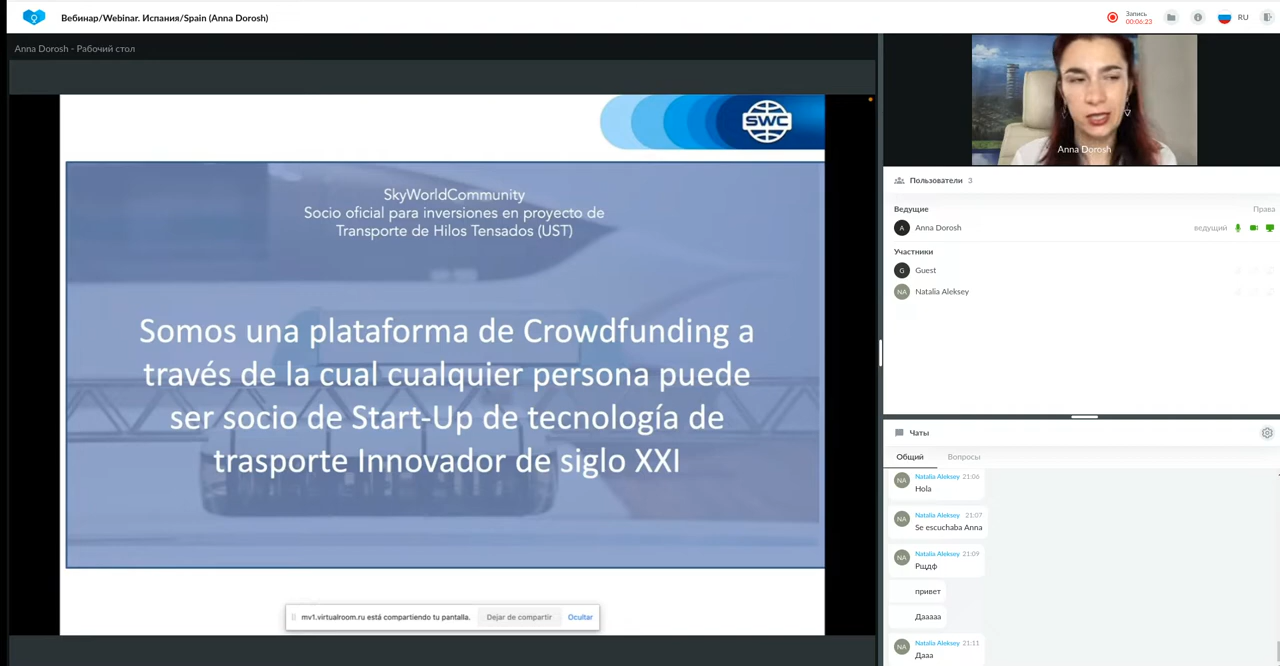 Вебинар/Webinar. Испания/Spain (Anna Dorosh)
Запись
00:06:23
RU
Anna Dorosh - Рабочий стол
SWC
SkyWorldCommunity
Socio oficial para inversiones en proyecto de
Transporte de Hilos Tensados (UST)
Somos una plataforma de Crowdfunding a
través de la cual cualquier persona puede
ser socio de Start-Up de tecnología de
trasporte Innovador de siglo XXI
mv1.virtualroom.ru está compartiendo tu pantalla.
Dejar de compartir
Ocultar
Anna Dorosh
Пользователи 3
Ведущие
Права
A
Anna Dorosh
ведущий
Участники
G
Guest
NA
Natalia Aleksey
Чаты
Общий
Вопросы
NA
Natalia Aleksey 21:06
Hola
NA
Natalia Aleksey 21:07
Se escuchaba Anna
NA
Natalia Aleksey 21:09
Рщдф
привет
Дааааа
NA
Natalia Aleksey 21:11
Дааа